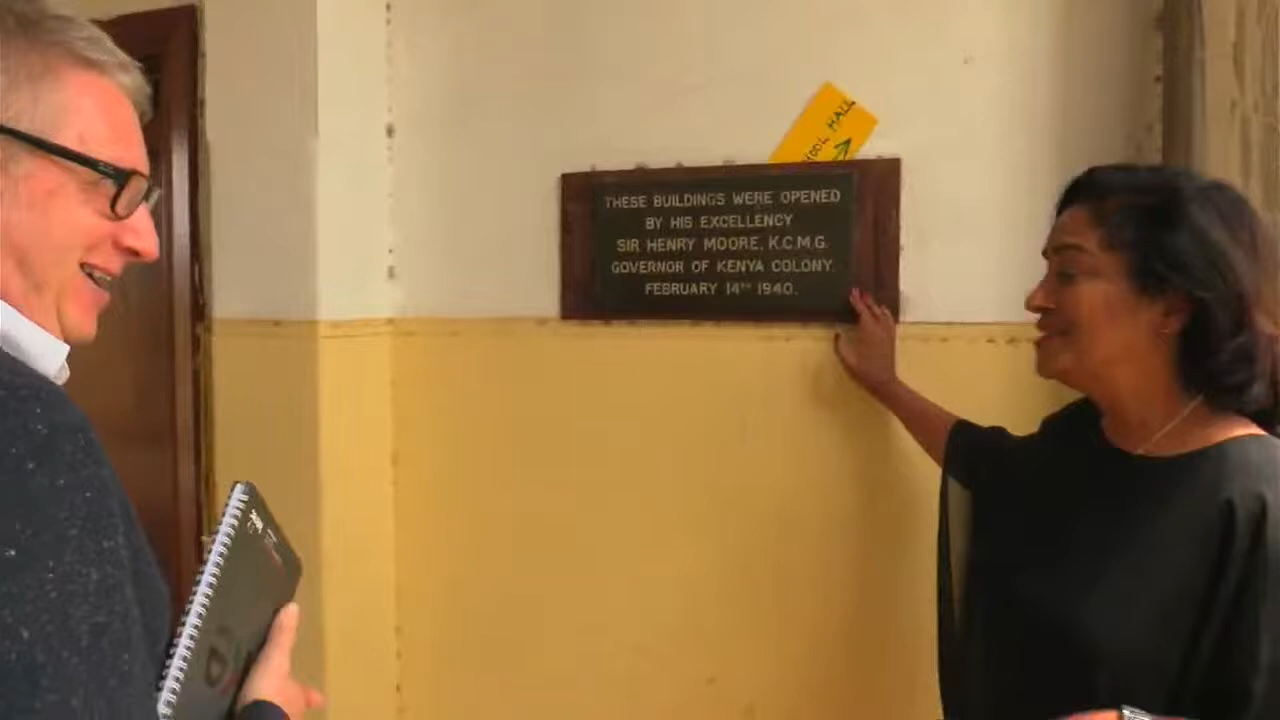 HALL
THESE BUILDINGS WERE OPENED
BY HIS EXCELLENCY
SIR HENRY MOORE, K.C.M.G.
GOVERNOR OF KENYA COLONY.
FEBRUARY 14TH 1940.